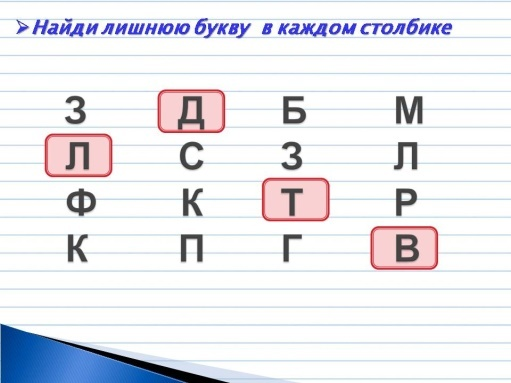 Найди лишнюю букву в каждом столбике
З Д Б М
Л С З Л
Ф К Т Р
К П Г В